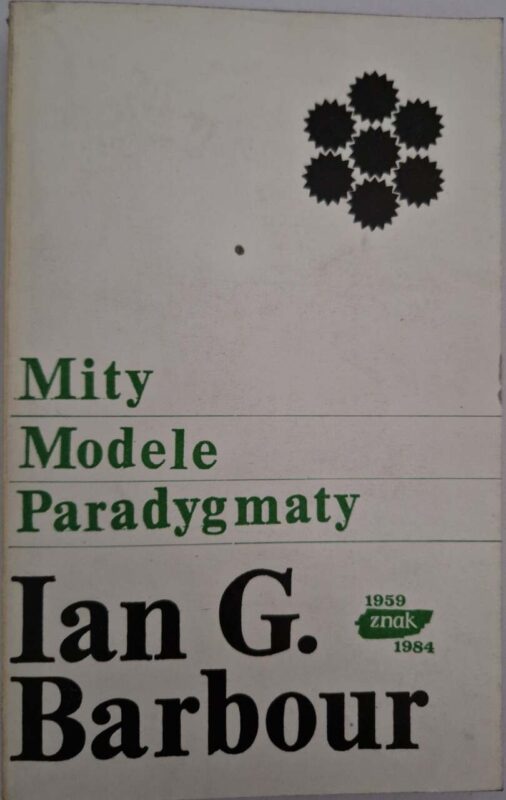 Mity
Modele
Paradygmaty
Ian G.
Barbour
1959
znak
1984